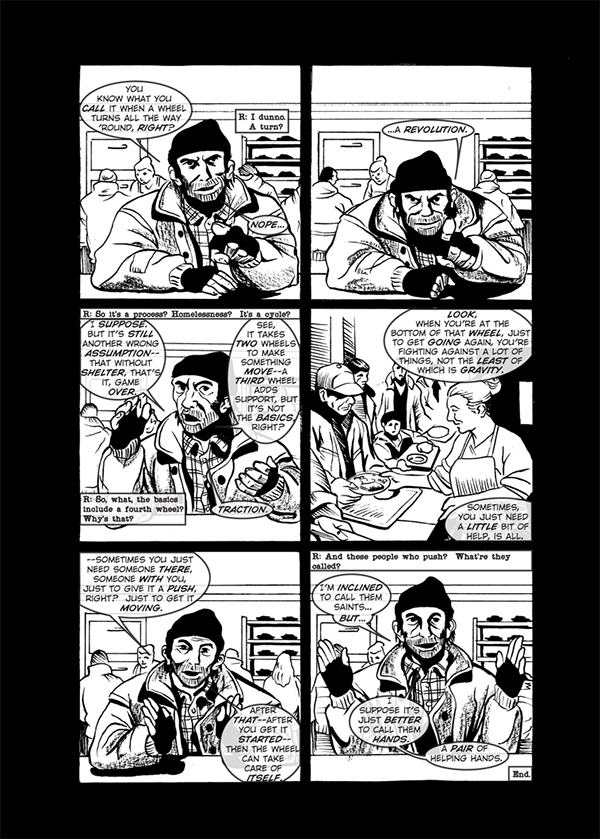 YOU
KNOW WHAT YOU
CALL IT WHEN A WHEEL
TURNS ALL THE WAY
'ROUND, RIGHT?
R: I dunno.
A turn?
NOPE...
...A REVOLUTION.
R: So it's a process? Homelessness? It's a cycle?
I SUPPOSE.
BUT IT'S STILL
ANOTHER WRONG
ASSUMPTION--
THAT WITHOUT
SHELTER, THAT'S
IT, GAME
OVER.
SEE,
IT TAKES
TWO WHEELS
TO MAKE
SOMETHING
MOVE--A
THIRD WHEEL
ADDS
SUPPORT, BUT
IT'S NOT
THE BASICS,
RIGHT?
R: So, what, the basics
include a fourth wheel?
Why's that?
TRACTION.
LOOK,
WHEN YOU'RE AT THE
BOTTOM OF THAT WHEEL, JUST
TO GET GOING AGAIN, YOU'RE
FIGHTING AGAINST A LOT OF
THINGS, NOT THE LEAST OF
WHICH IS GRAVITY.
SOMETIMES,
YOU JUST NEED
A LITTLE BIT OF
HELP, IS ALL.
--SOMETIMES YOU JUST
NEED SOMEONE THERE,
SOMEONE WITH YOU,
JUST TO GIVE IT A PUSH,
RIGHT? JUST TO GET IT
MOVING.
AFTER
THAT--AFTER
YOU GET IT
STARTED--
THEN THE WHEEL
CAN TAKE
CARE OF
ITSELF.
R: And these people who push? What're they
called?
I'M INCLINED
TO CALL THEM
SAINTS...
BUT...
I
SUPPOSE IT'S
JUST BETTER
TO CALL THEM
HANDS.
A PAIR OF
HELPING HANDS.
End.